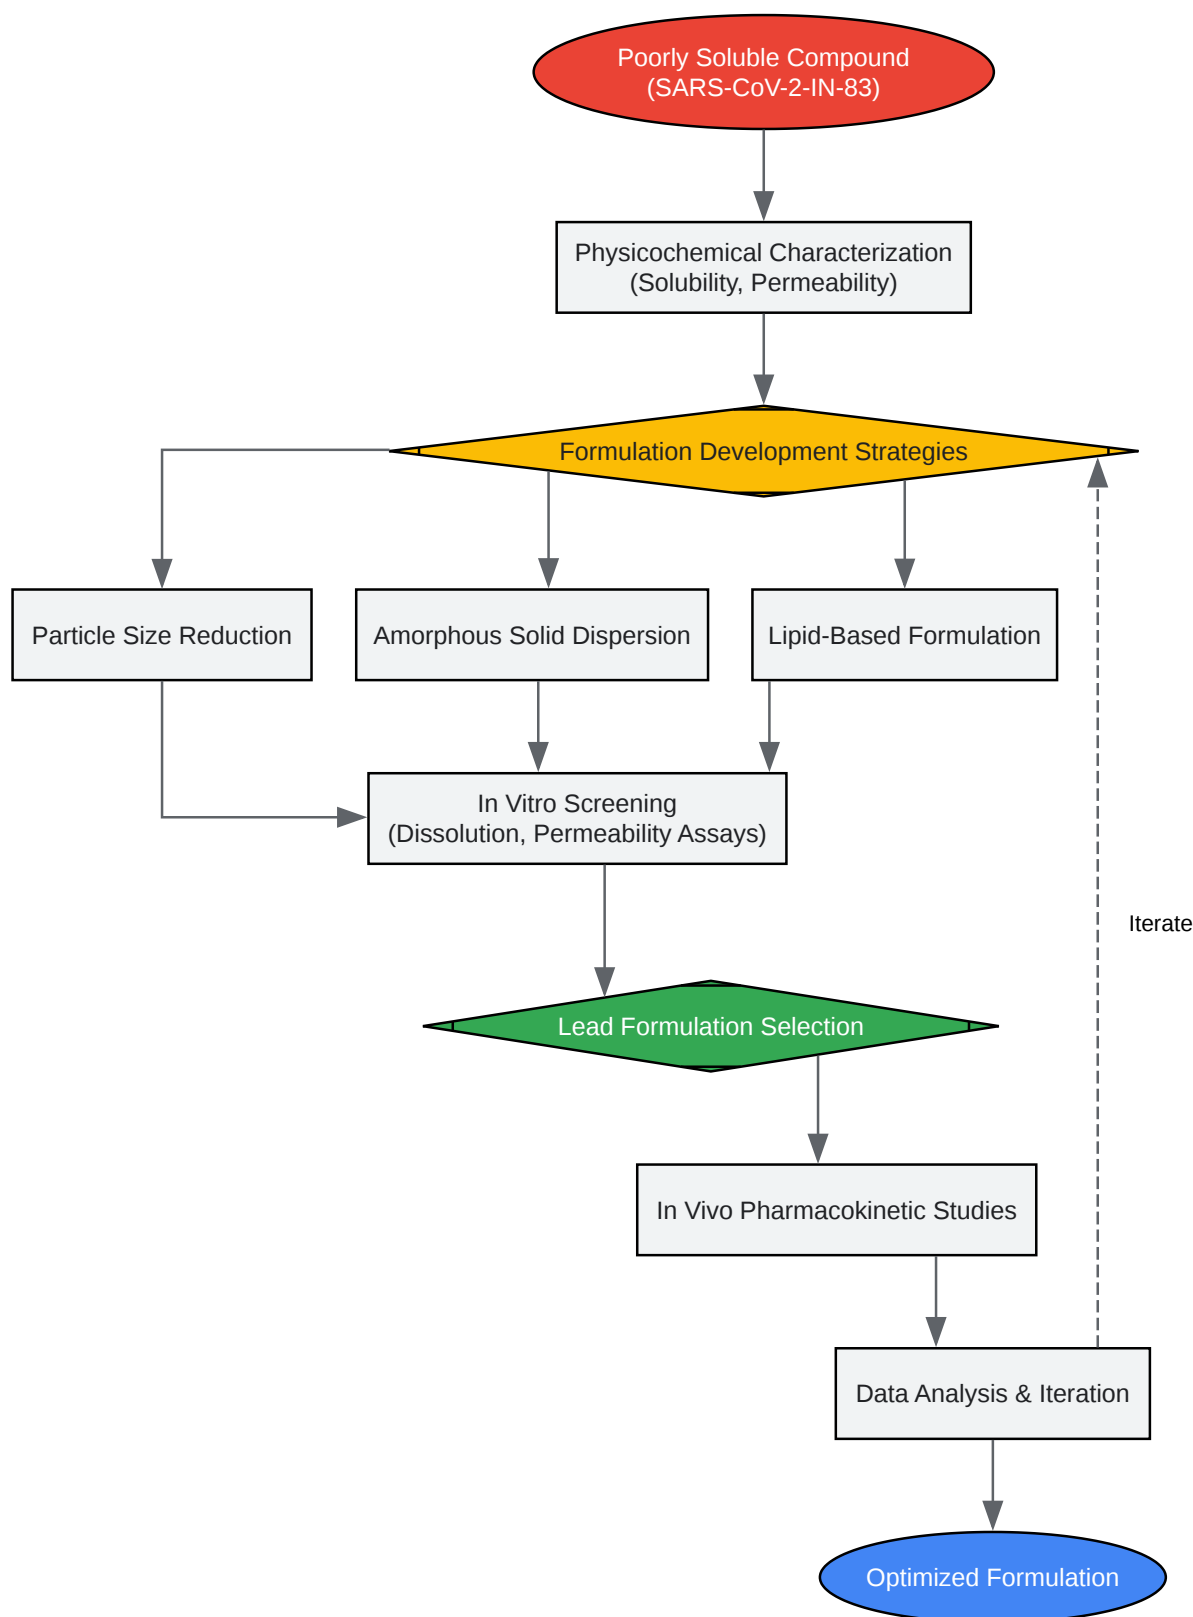 Poorly Soluble Compound
(SARS-CoV-2-IN-83)
Physicochemical Characterization
(Solubility, Permeability)
Formulation Development Strategies
Particle Size Reduction
Amorphous Solid Dispersion
Lipid-Based Formulation
In Vitro Screening
(Dissolution, Permeability Assays)
Iterate
Lead Formulation Selection
In Vivo Pharmacokinetic Studies
Data Analysis & Iteration
Optimized Formulation